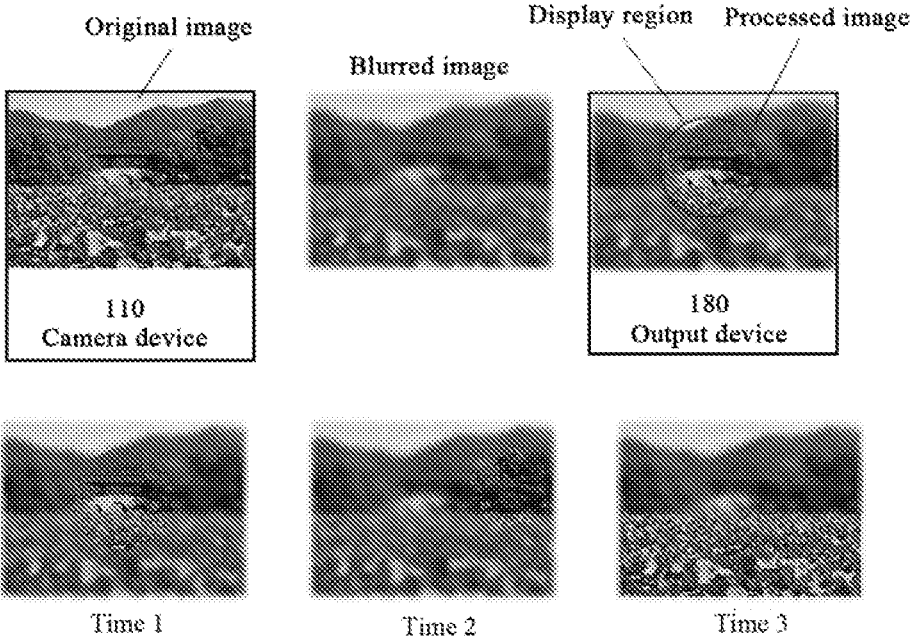 Original image
Blurred image
Display region
Processed image
110
Camera device
180
Output device
Time 1
Time 2
Time 3